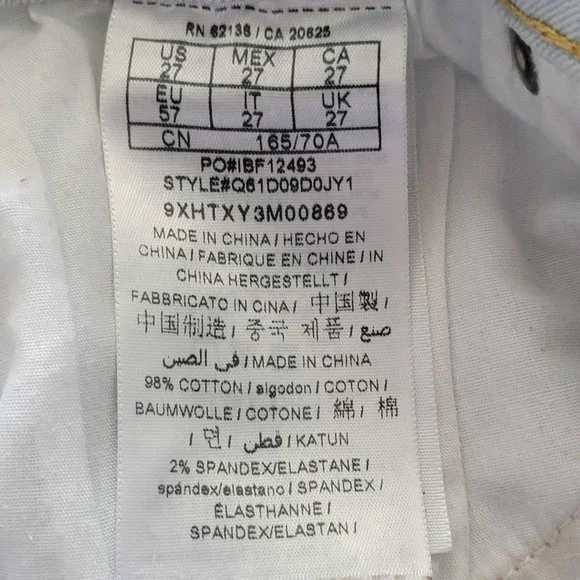 RN 62136 / CA 20625
US MEX CA
27 27 27
EU IT UK
57 27 27
CN 165/70A
PO#IBF12493
STYLE#Q61D09D0JY1
9XHTXY3M00869
MADE IN CHINA / HECHO EN
CHINA / FABRIQUE EN CHINE / IN
CHINA HERGESTELLT /
FABBRICATO IN CINA / 中国製 /
中国制造 / 중국 제품 / صنع
في الصين / MADE IN CHINA
98% COTTON / algodon / COTON /
BAUMWOLLE / COTONE / 綿 / 棉
/ 면 / قطن / KATUN
2% SPANDEX/ELASTANE /
spándex/elastano / SPANDEX /
ÉLASTHANNE /
SPANDEX/ELASTAN /